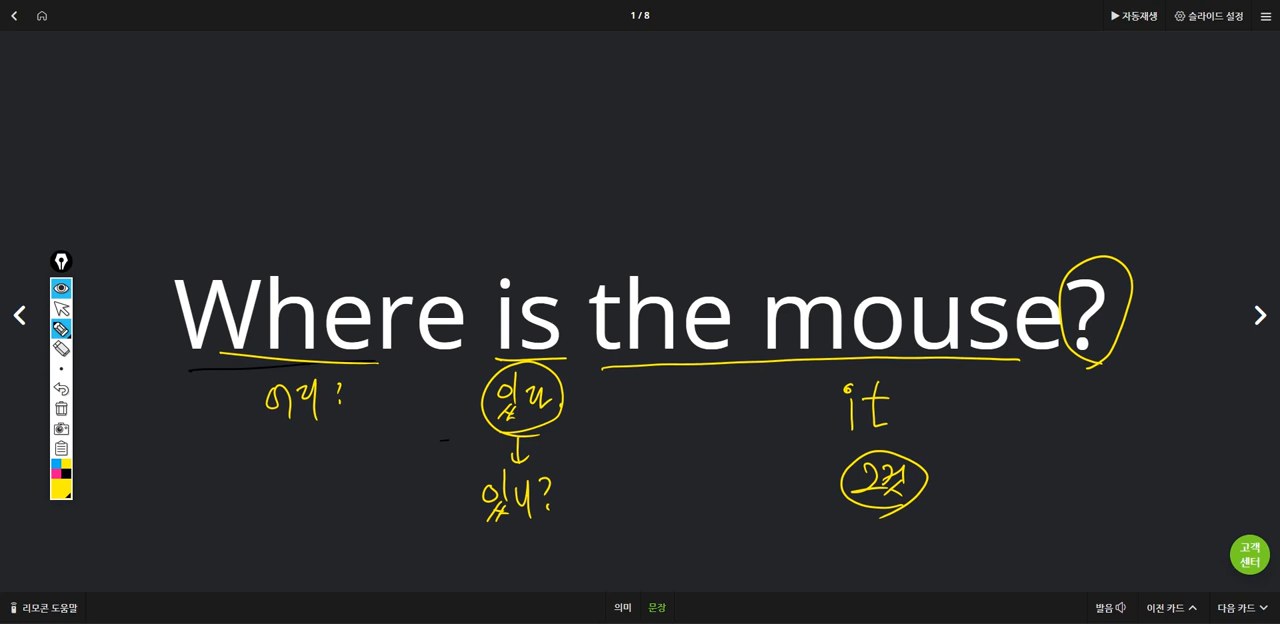 1 / 8
자동재생
슬라이드 설정
Where is the mouse?
어디?
있다
it
있니?
그것
고객
센터
리모콘 도움말
의미
문장
발음
이전 카드
다음 카드